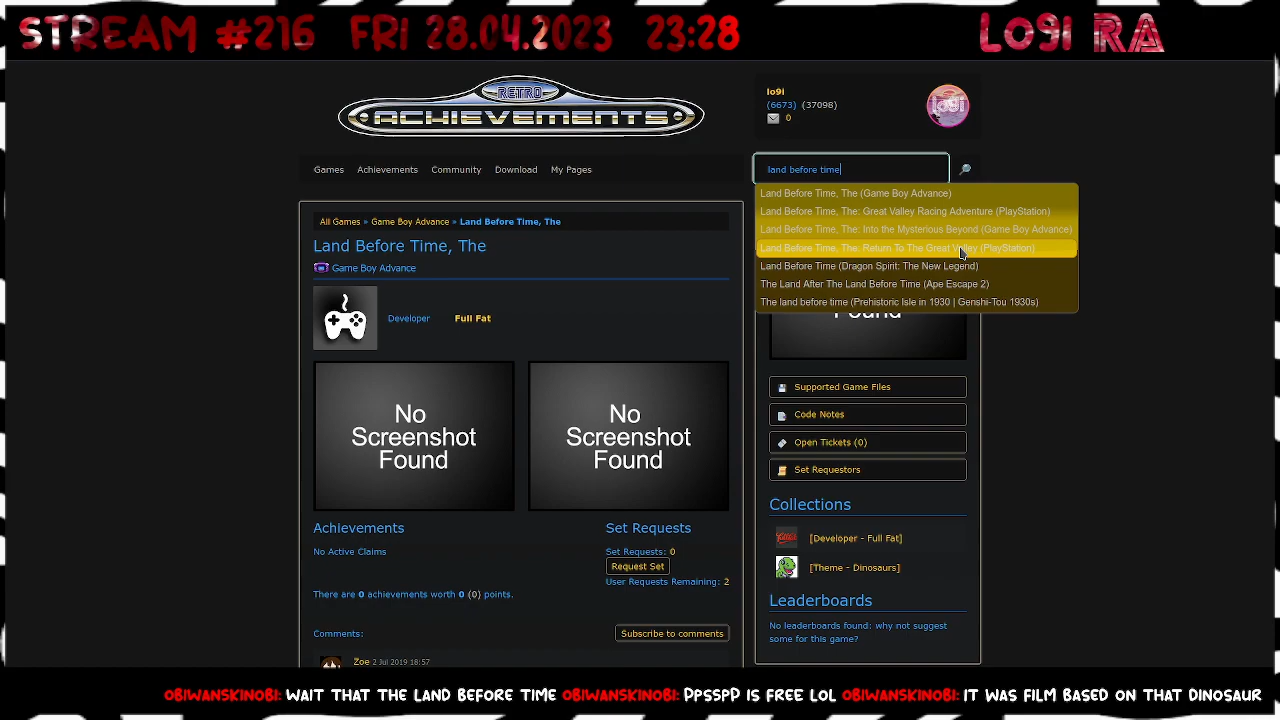 STREAM #216 FRI 28.04.2023 23:28 LO9I RA
RETRO
ACHIEVEMENTS
lo9i
(6673) (37098)
0
lo9i
Games Achievements Community Download My Pages
land before time
Land Before Time, The (Game Boy Advance)
Land Before Time, The: Great Valley Racing Adventure (PlayStation)
Land Before Time, The: Into the Mysterious Beyond (Game Boy Advance)
Land Before Time, The: Return To The Great Valley (PlayStation)
Land Before Time (Dragon Spirit: The New Legend)
The Land After The Land Before Time (Ape Escape 2)
The land before time (Prehistoric Isle in 1930 | Genshi-Tou 1930s)
All Games » Game Boy Advance » Land Before Time, The
Land Before Time, The
Game Boy Advance
Developer Full Fat
No
Screenshot
Found
No
Screenshot
Found
Achievements
No Active Claims
There are 0 achievements worth 0 (0) points.
Set Requests
Set Requests: 0
Request Set
User Requests Remaining: 2
Comments:
Subscribe to comments
Zoe 2 Jul 2019 18:57
Found
Supported Game Files
Code Notes
Open Tickets (0)
Set Requestors
Collections
[Developer - Full Fat]
[Theme - Dinosaurs]
Leaderboards
No leaderboards found: why not suggest
some for this game?
OBIWANSKINOBI: WAIT THAT THE LAND BEFORE TIME OBIWANSKINOBI: PPSSPP IS FREE LOL OBIWANSKINOBI: IT WAS FILM BASED ON THAT DINOSAUR